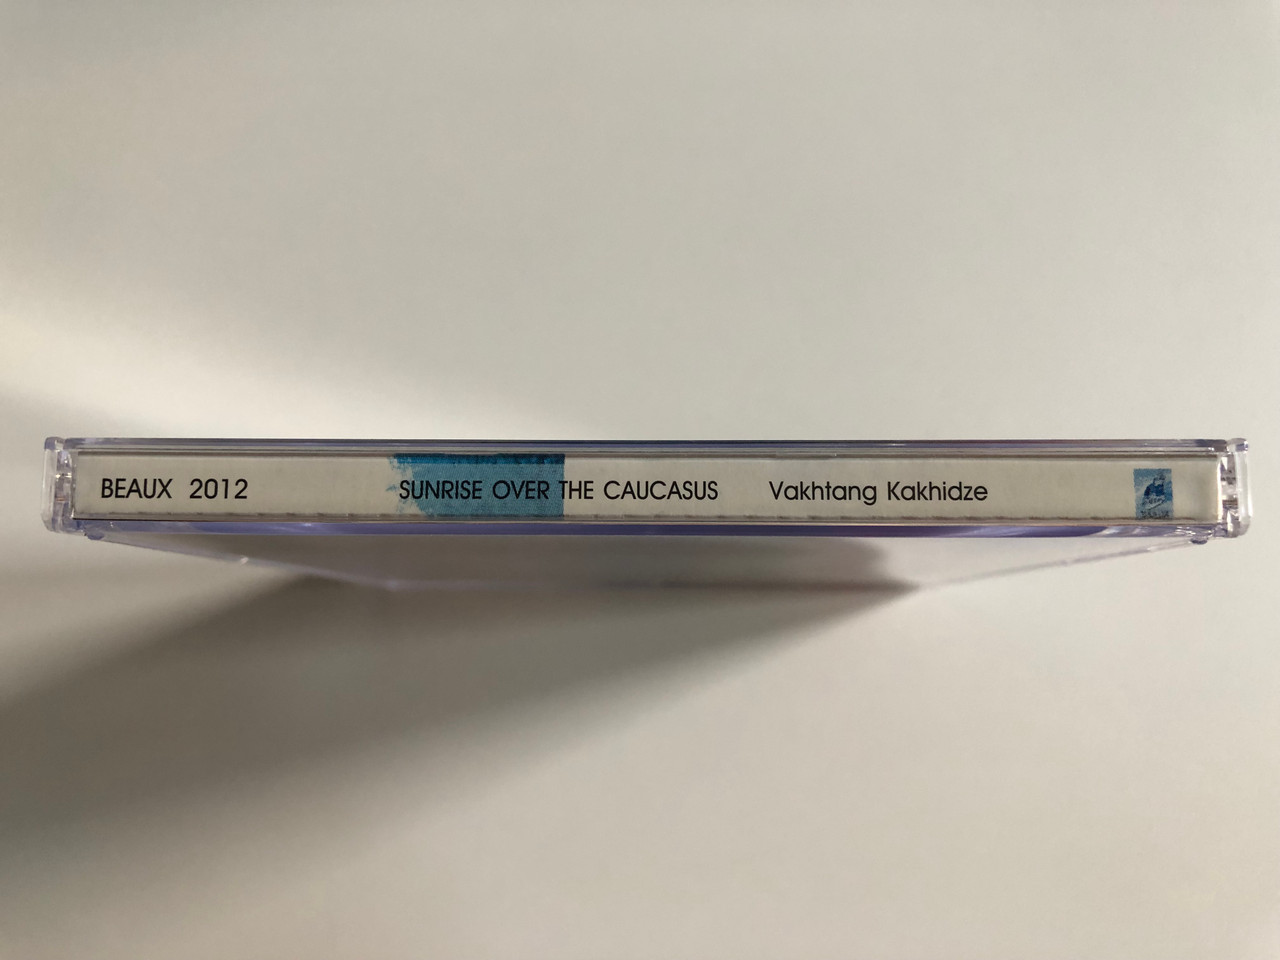 BEAUX 2012 SUNRISE OVER THE CAUCASUS Vakhtang Kakhidze